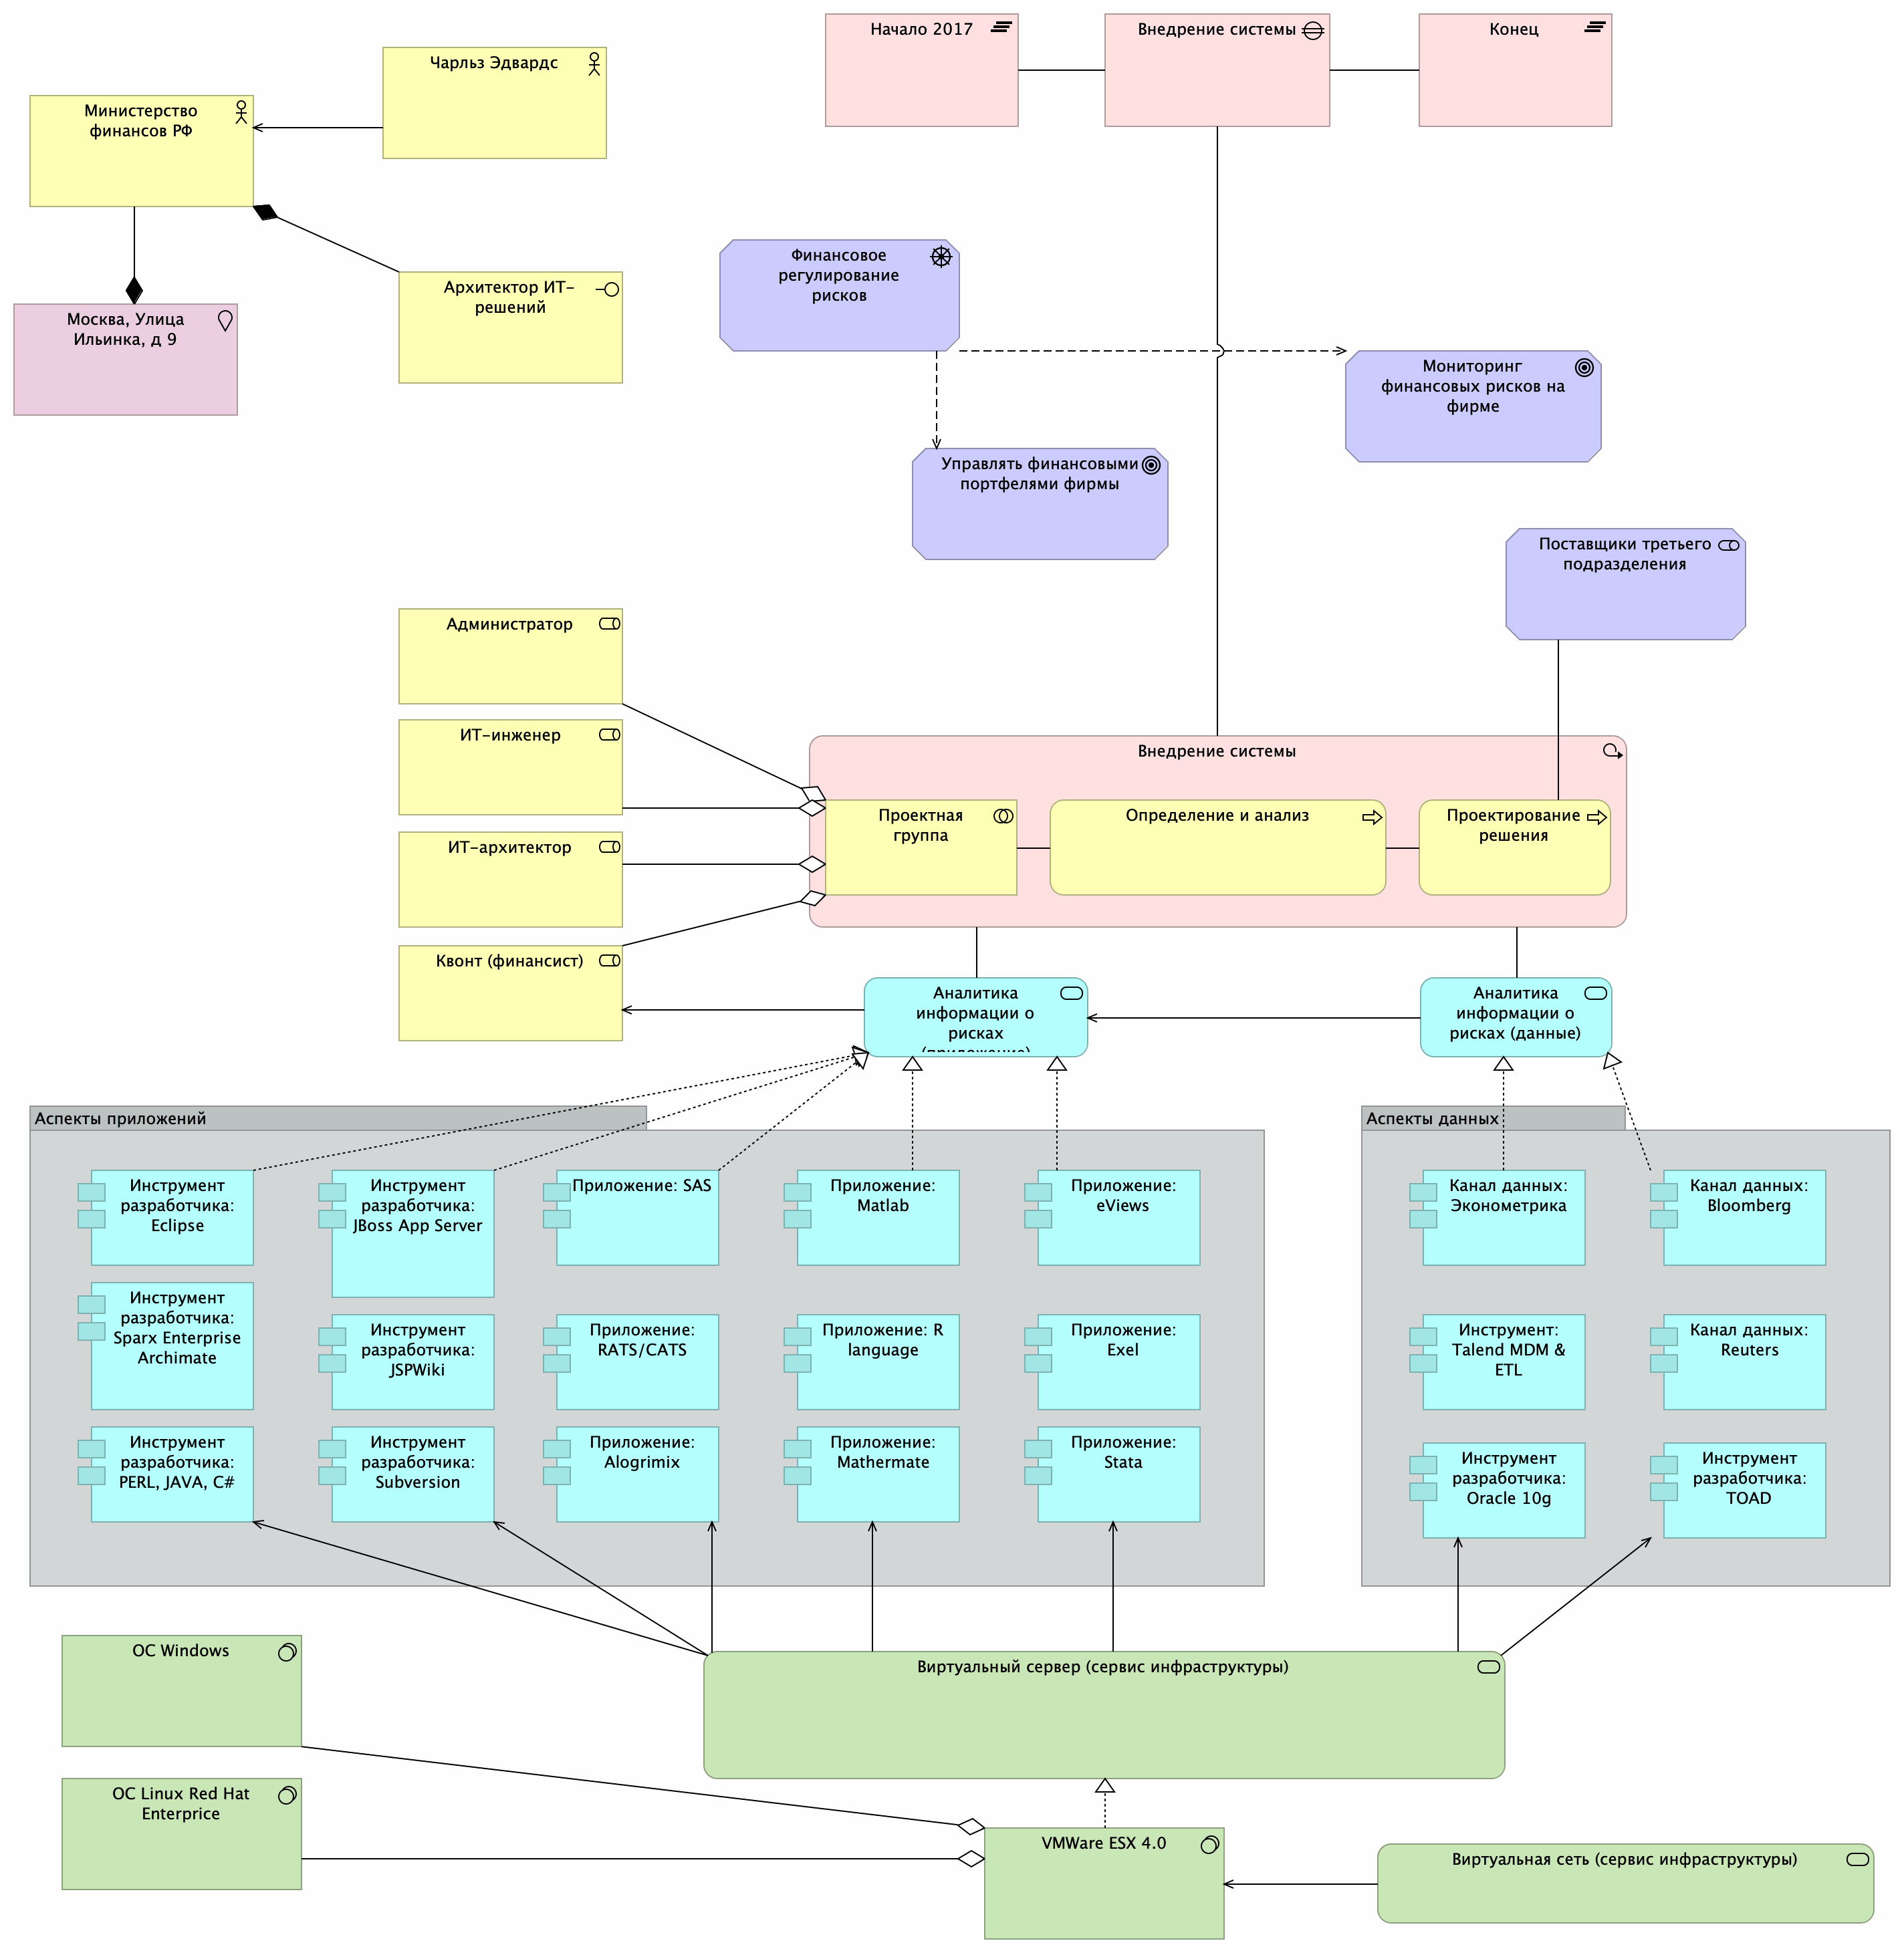 Начало 2017
Внедрение системы
Конец
Чарльз Эдвардс
Министерство
финансов РФ
Архитектор ИТ-
решений
Москва, Улица
Ильинка, д 9
Финансовое
регулирование
рисков
Мониторинг
финансовых рисков на
фирме
Управлять финансовыми
портфелями фирмы
Поставщики третьего
подразделения
Администратор
ИТ-инженер
ИТ-архитектор
Квонт (финансист)
Внедрение системы
Проектная
группа
Определение и анализ
Проектирование
решения
Аналитика
информации о
рисках
(приложение)
Аналитика
информации о
рисках (данные)
Аспекты приложений
Инструмент
разработчика:
Eclipse
Инструмент
разработчика:
JBoss App Server
Приложение: SAS
Приложение:
Matlab
Приложение:
eViews
Инструмент
разработчика:
Sparx Enterprise
Archimate
Инструмент
разработчика:
JSPWiki
Приложение:
RATS/CATS
Приложение: R
language
Приложение:
Exel
Инструмент
разработчика:
PERL, JAVA, C#
Инструмент
разработчика:
Subversion
Приложение:
Alogrimix
Приложение:
Mathermate
Приложение:
Stata
Аспекты данных
Канал данных:
Эконометрика
Канал данных:
Bloomberg
Инструмент:
Talend MDM &
ETL
Канал данных:
Reuters
Инструмент
разработчика:
Oracle 10g
Инструмент
разработчика:
TOAD
ОС Windows
Виртуальный сервер (сервис инфраструктуры)
ОС Linux Red Hat
Enterprice
VMWare ESX 4.0
Виртуальная сеть (сервис инфраструктуры)